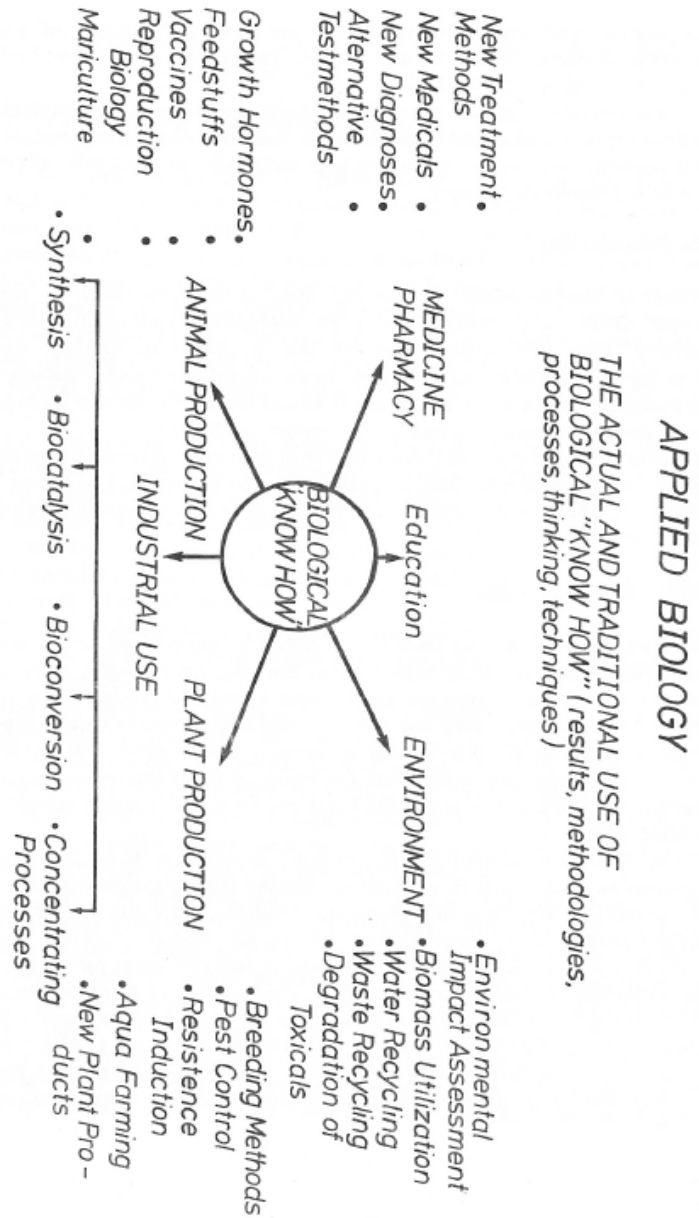 APPLIED BIOLOGY
THE ACTUAL AND TRADITIONAL USE OF
BIOLOGICAL "KNOW HOW" (results, methodologies,
processes, thinking, techniques)
New Treatment
Methods
New Medicals
New Diagnoses
Alternative
Testmethods
MEDICINE
PHARMACY
Education
ENVIRONMENT
• Environmental
Impact Assessment
• Biomass Utilization
• Water Recycling
• Waste Recycling
• Degradation of
Toxicals
BIOLOGICAL
"KNOW HOW"
Growth Hormones
Feedstuffs
Vaccines
Reproduction
Biology
Mariculture
ANIMAL PRODUCTION
INDUSTRIAL USE
PLANT PRODUCTION
• Breeding Methods
• Pest Control
• Resistence
Induction
• Aqua Farming
• New Plant Pro-
ducts
• Synthesis
• Biocatalysis
• Bioconversion
• Concentrating
Processes